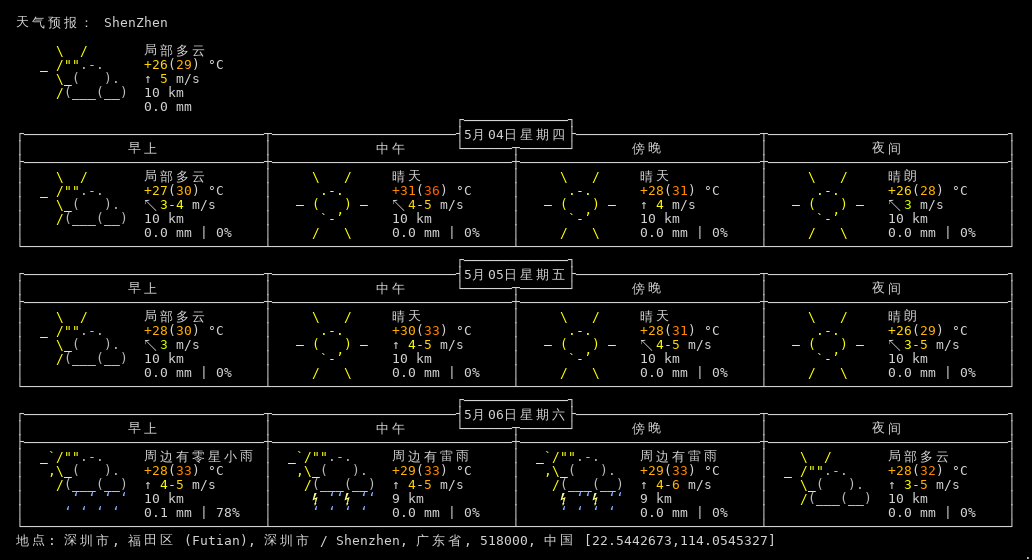 天气预报： ShenZhen
局部多云
+26(29) °C
↑ 5 m/s
10 km
0.0 mm
5月04日星期四
早上 中午 傍晚 夜间
局部多云 晴天 晴天 晴朗
+27(30) °C +31(36) °C +28(31) °C +26(28) °C
↖ 3-4 m/s ↖ 4-5 m/s ↑ 4 m/s ↖ 3 m/s
10 km 10 km 10 km 10 km
0.0 mm | 0% 0.0 mm | 0% 0.0 mm | 0% 0.0 mm | 0%
5月05日星期五
早上 中午 傍晚 夜间
局部多云 晴天 晴天 晴朗
+28(30) °C +30(33) °C +28(31) °C +26(29) °C
↖ 3 m/s ↑ 4-5 m/s ↖ 4-5 m/s ↖ 3-5 m/s
10 km 10 km 10 km 10 km
0.0 mm | 0% 0.0 mm | 0% 0.0 mm | 0% 0.0 mm | 0%
5月06日星期六
早上 中午 傍晚 夜间
周边有零星小雨 周边有雷雨 周边有雷雨 局部多云
+28(33) °C +29(33) °C +29(33) °C +28(32) °C
↑ 4-5 m/s ↑ 4-5 m/s ↑ 4-6 m/s ↑ 3-5 m/s
10 km 9 km 9 km 10 km
0.1 mm | 78% 0.0 mm | 0% 0.0 mm | 0% 0.0 mm | 0%
地点: 深圳市, 福田区 (Futian), 深圳市 / Shenzhen, 广东省, 518000, 中国 [22.5442673,114.0545327]